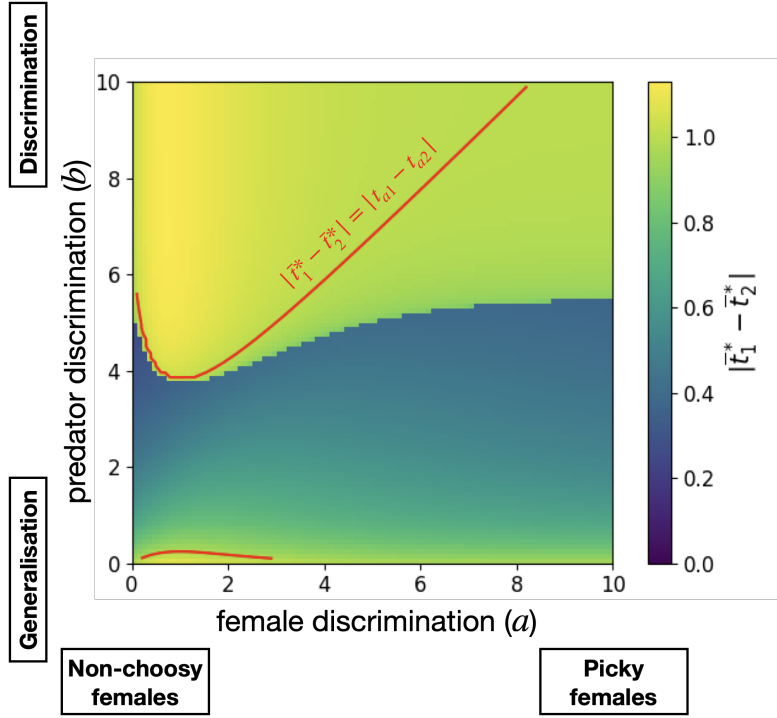 Discrimination
Generalisation
predator discrimination (b)
10
8
6
4
2
0
|t̄*1 − t̄*2| = |ta1 − ta2|
0 2 4 6 8 10
female discrimination (a)
Non-choosy
females
Picky
females
1.0
0.8
0.6
0.4
0.2
0.0
|t̄*1 − t̄*2|